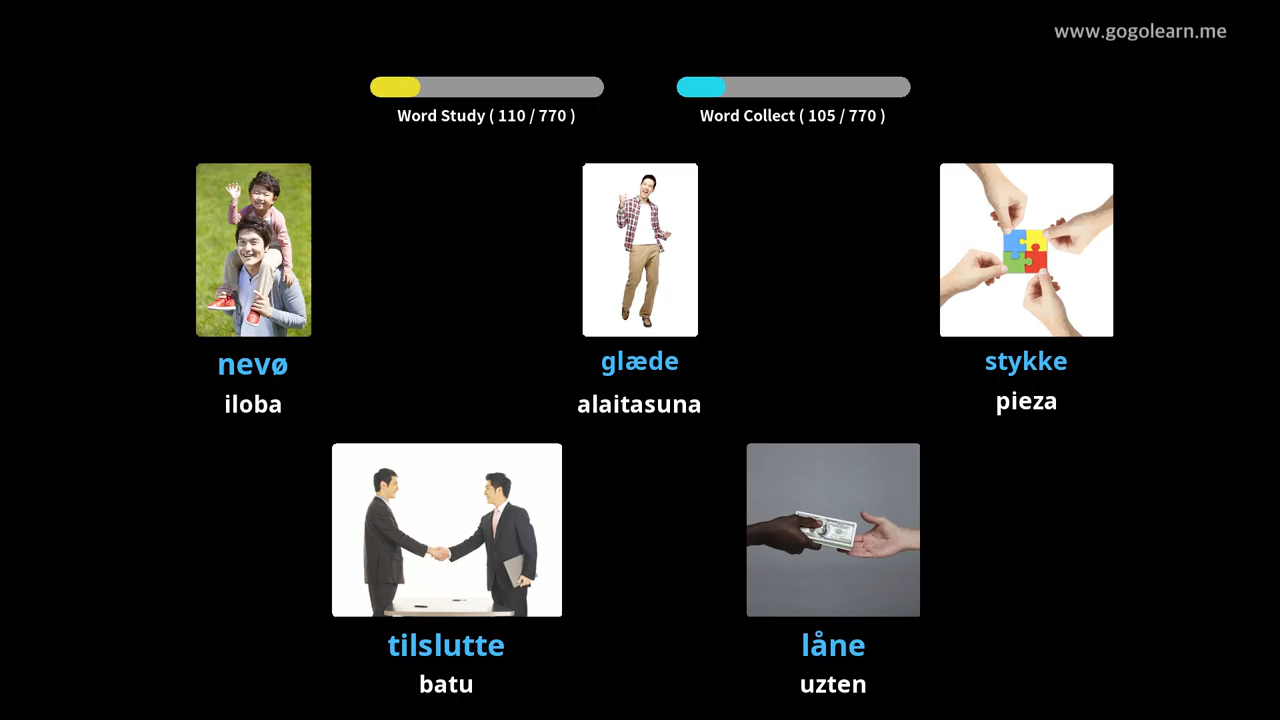 www.gogolearn.me
Word Study ( 110 / 770 )
Word Collect ( 105 / 770 )
nevø
iloba
glæde
alaitasuna
stykke
pieza
tilslutte
batu
låne
uzten